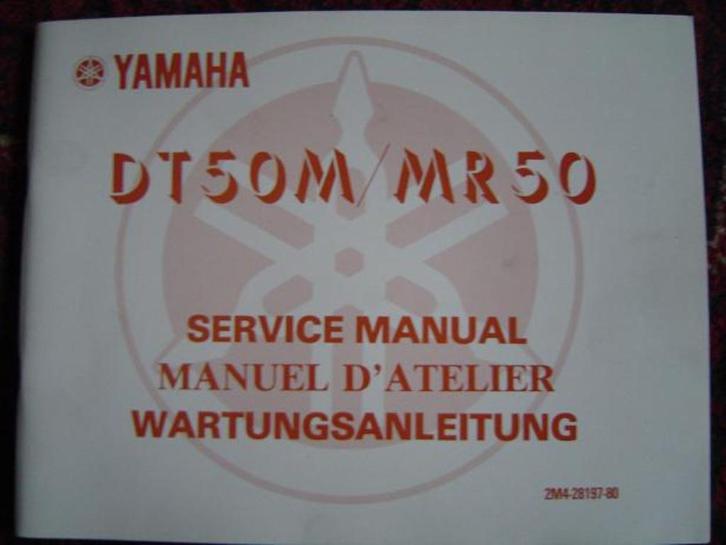 YAMAHA
DT50M/MR50
SERVICE MANUAL
MANUEL D'ATELIER
WARTUNGSANLEITUNG
2M4-28197-80